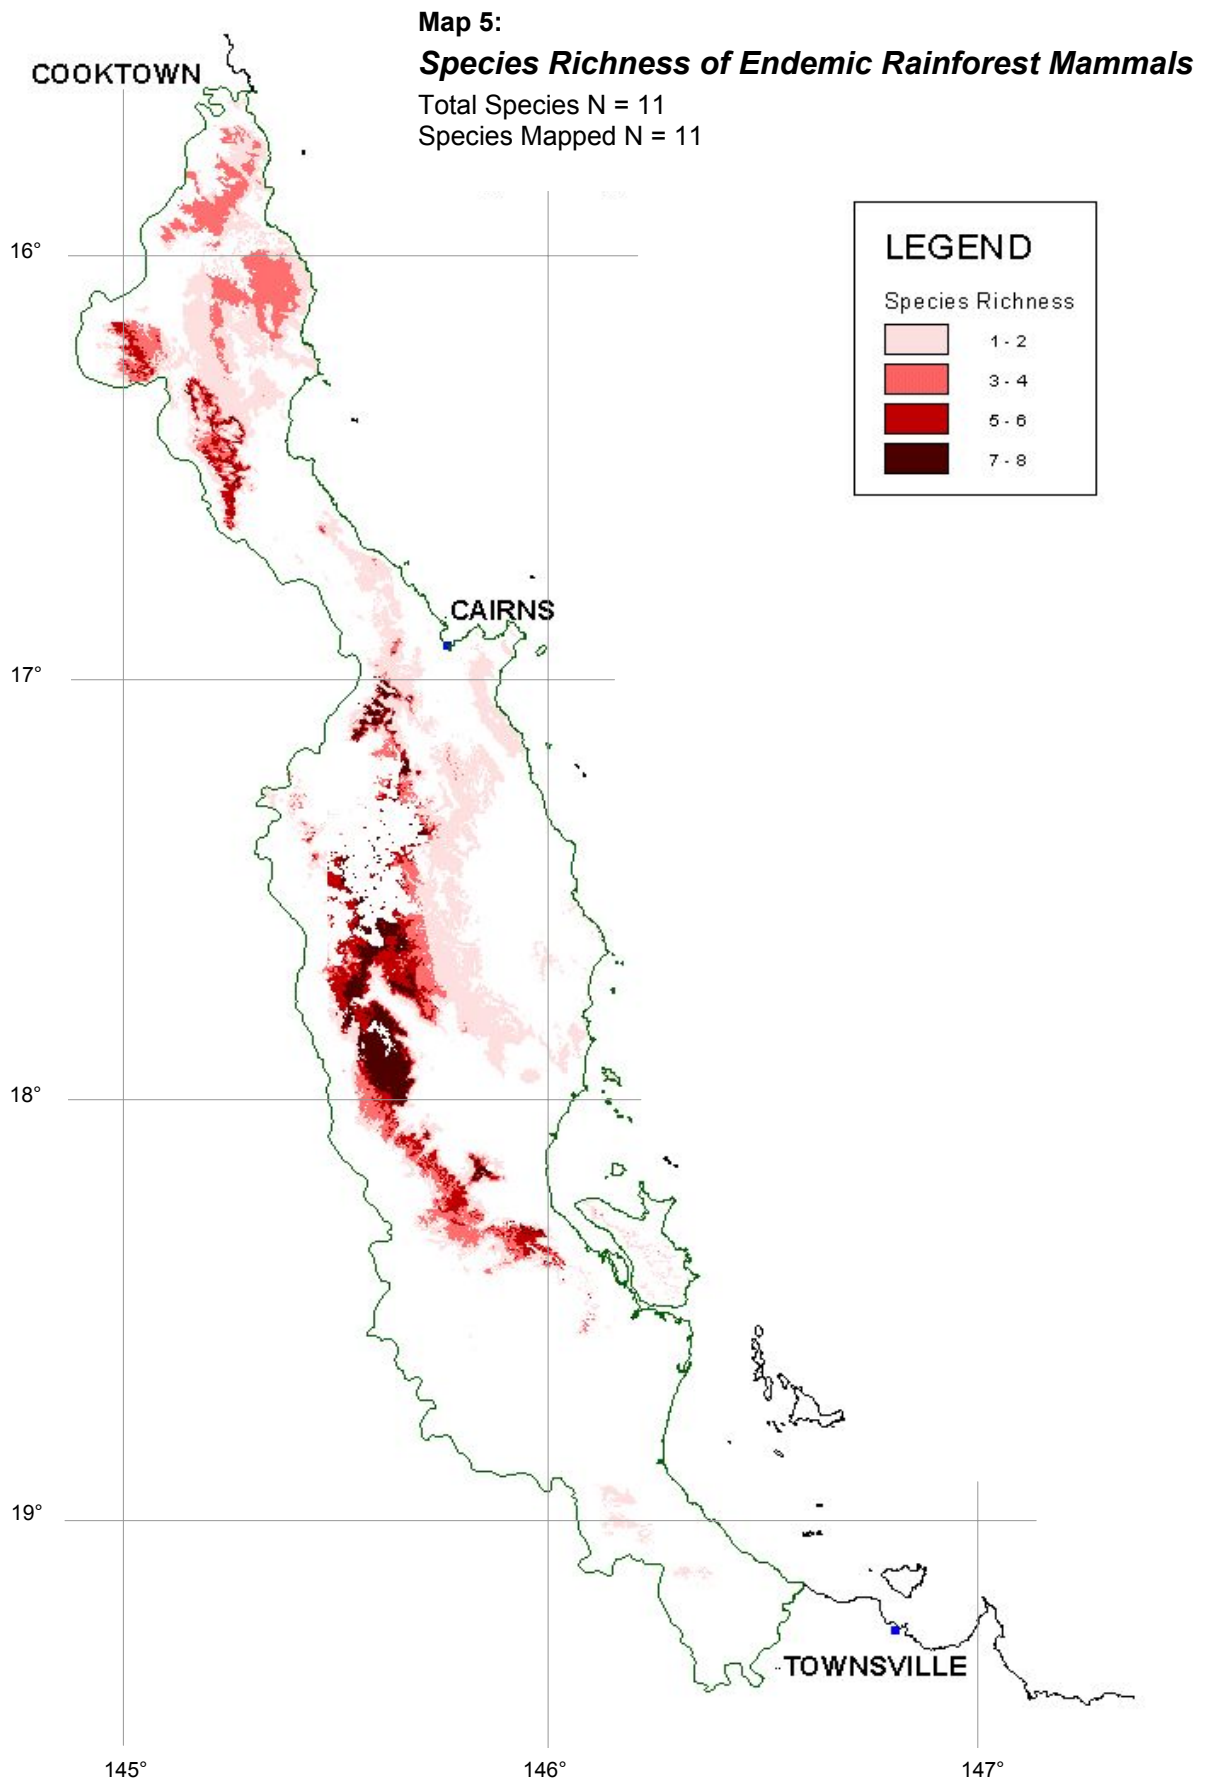 Map 5:
Species Richness of Endemic Rainforest Mammals
Total Species N = 11
Species Mapped N = 11
COOKTOWN
16°
LEGEND
Species Richness
1 - 2
3 - 4
5 - 6
7 - 8
CAIRNS
17°
18°
19°
TOWNSVILLE
145°
146°
147°